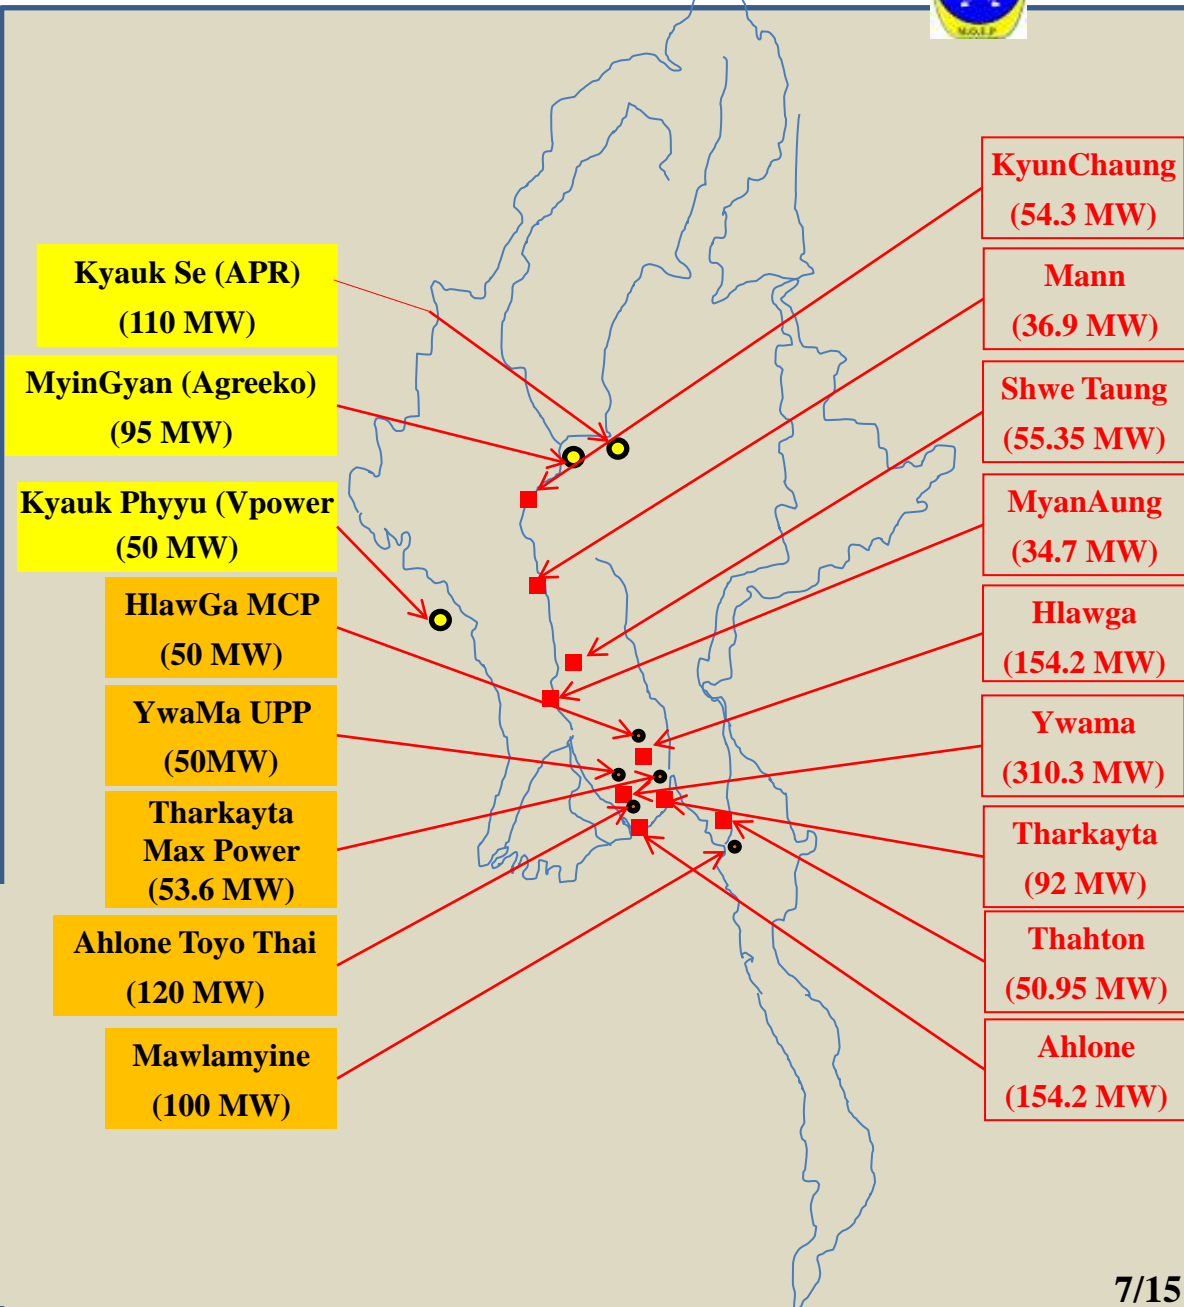 M.O.E.P
Kyauk Se (APR)
(110 MW)
MyinGyan (Agreeko)
(95 MW)
Kyauk Phyyu (Vpower
(50 MW)
HlawGa MCP
(50 MW)
YwaMa UPP
(50MW)
Tharkayta
Max Power
(53.6 MW)
Ahlone Toyo Thai
(120 MW)
Mawlamyine
(100 MW)
KyunChaung
(54.3 MW)
Mann
(36.9 MW)
Shwe Taung
(55.35 MW)
MyanAung
(34.7 MW)
Hlawga
(154.2 MW)
Ywama
(310.3 MW)
Tharkayta
(92 MW)
Thahton
(50.95 MW)
Ahlone
(154.2 MW)
7/15